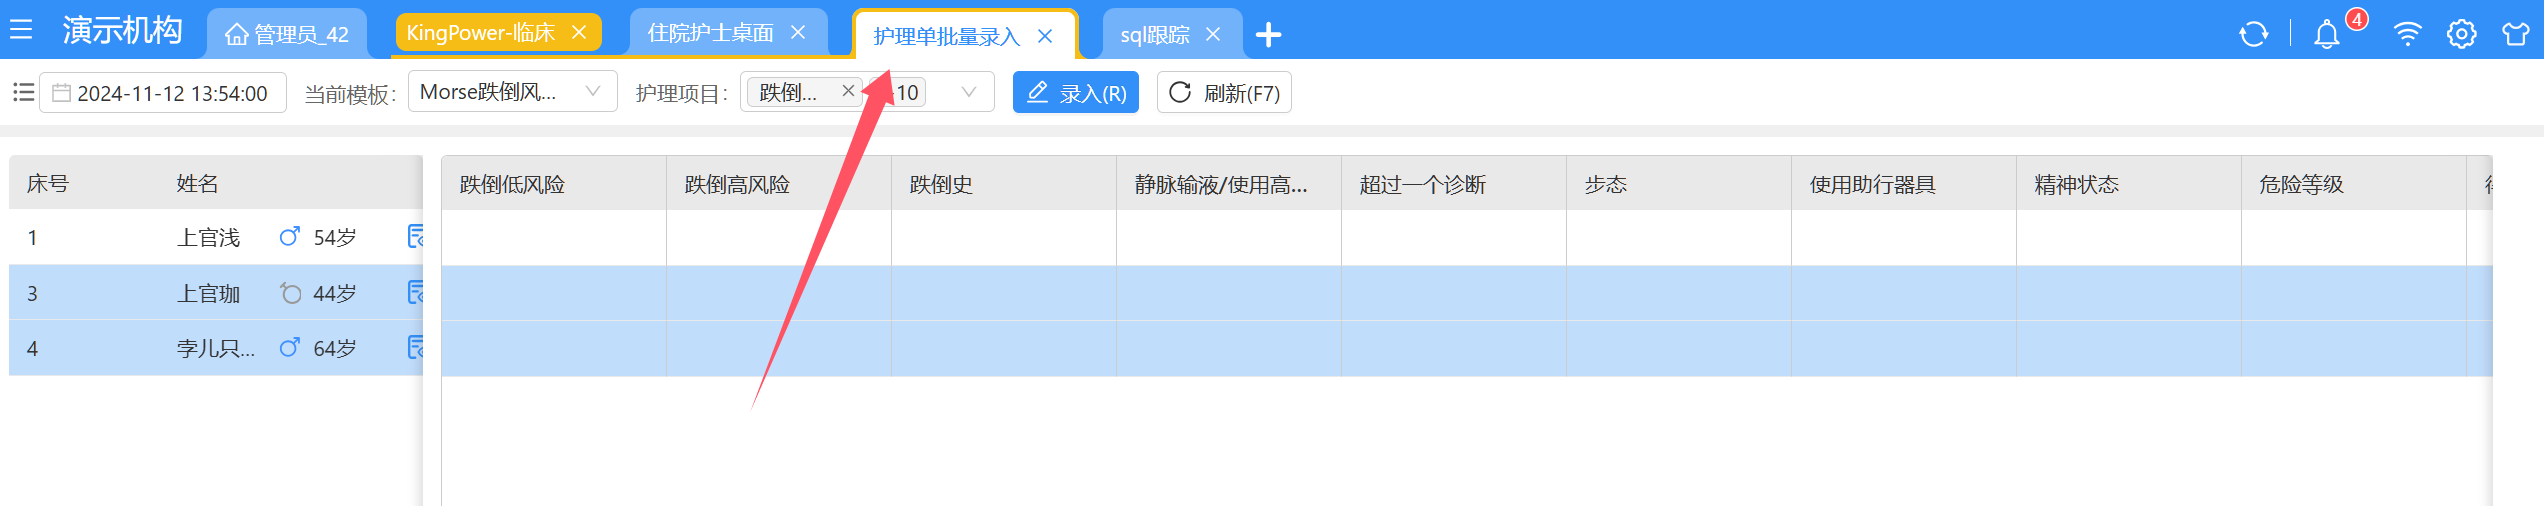 演示机构 管理员_42 KingPower-临床 住院护士桌面 护理单批量录入 sql跟踪 4
2024-11-12 13:54:00 当前模板: Morse跌倒风... 护理项目: 跌倒... 10 录入(R) 刷新(F7)
床号 姓名 跌倒低风险 跌倒高风险 跌倒史 静脉输液/使用高... 超过一个诊断 步态 使用助行器具 精神状态 危险等级
1 上官浅 54岁
3 上官珈 44岁
4 孛儿只... 64岁